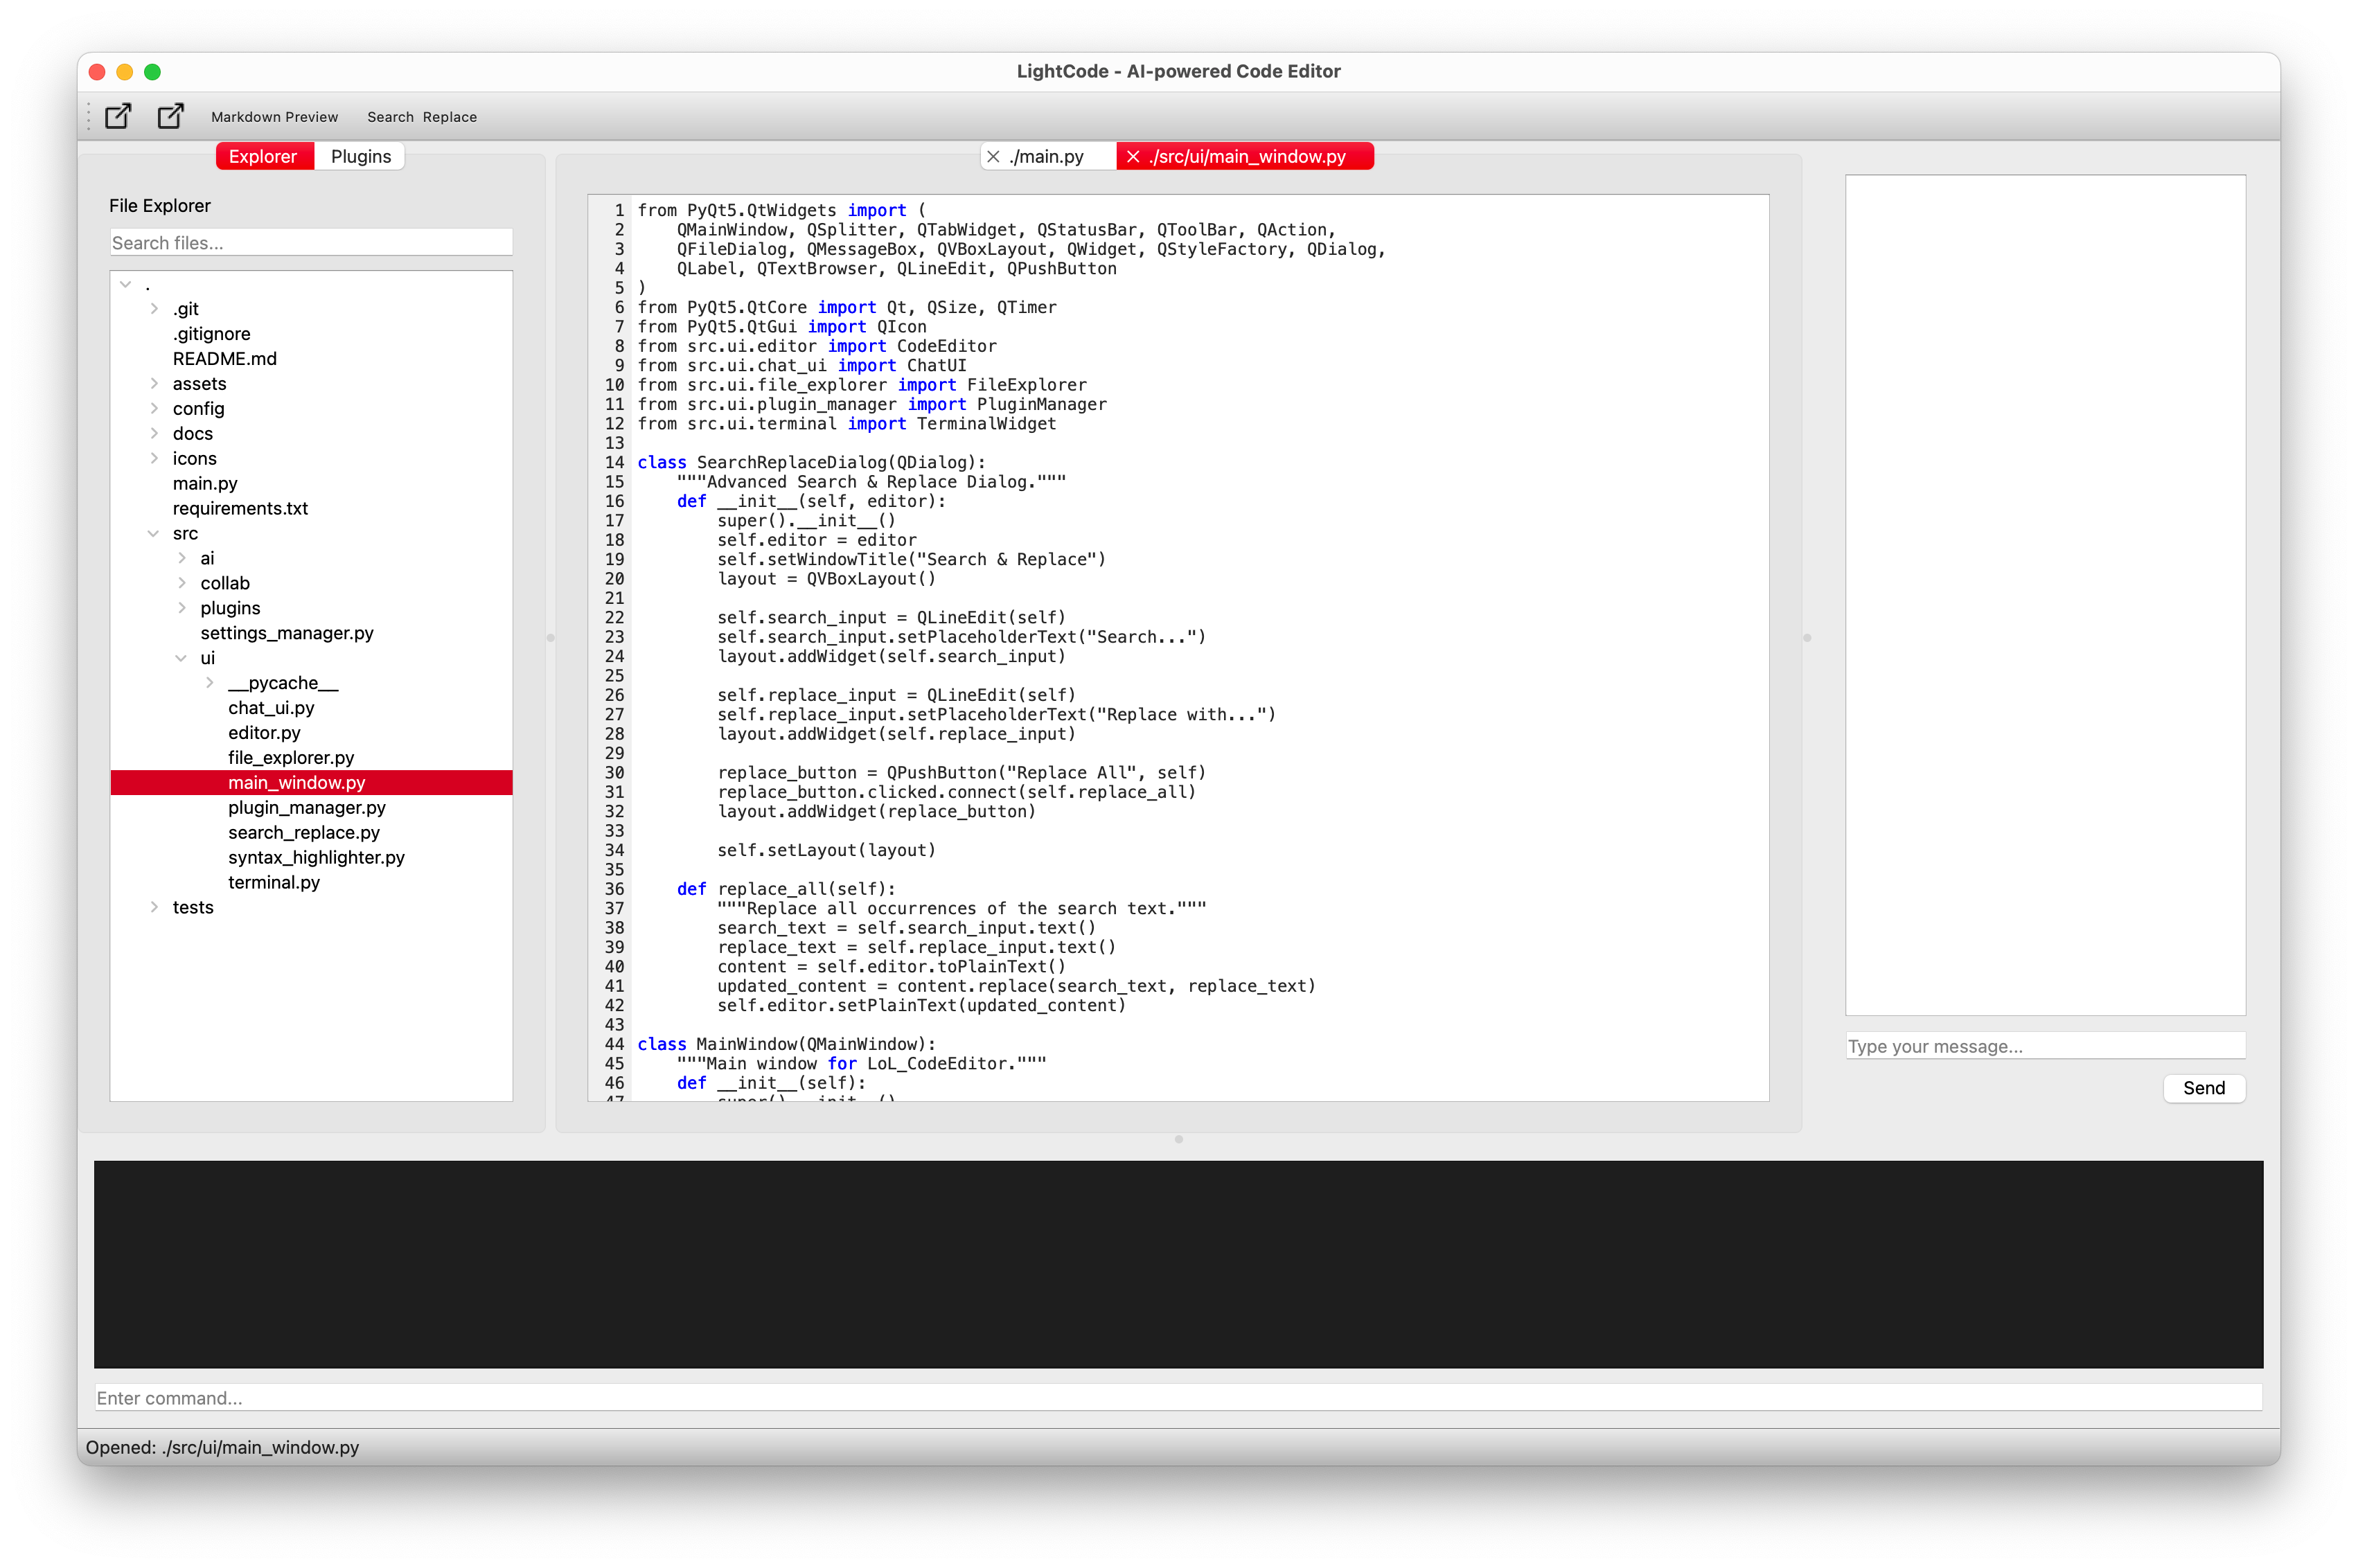 LightCode - AI-powered Code Editor
Markdown Preview Search Replace
Explorer Plugins
File Explorer
Search files...
.
.git
.gitignore
README.md
assets
config
docs
icons
main.py
requirements.txt
src
ai
collab
plugins
settings_manager.py
ui
__pycache__
chat_ui.py
editor.py
file_explorer.py
main_window.py
plugin_manager.py
search_replace.py
syntax_highlighter.py
terminal.py
tests
./main.py ./src/ui/main_window.py
1 from PyQt5.QtWidgets import (
2     QMainWindow, QSplitter, QTabWidget, QStatusBar, QToolBar, QAction,
3     QFileDialog, QMessageBox, QVBoxLayout, QWidget, QStyleFactory, QDialog,
4     QLabel, QTextBrowser, QLineEdit, QPushButton
5 )
6 from PyQt5.QtCore import Qt, QSize, QTimer
7 from PyQt5.QtGui import QIcon
8 from src.ui.editor import CodeEditor
9 from src.ui.chat_ui import ChatUI
10 from src.ui.file_explorer import FileExplorer
11 from src.ui.plugin_manager import PluginManager
12 from src.ui.terminal import TerminalWidget
13
14 class SearchReplaceDialog(QDialog):
15     """Advanced Search & Replace Dialog."""
16     def __init__(self, editor):
17         super().__init__()
18         self.editor = editor
19         self.setWindowTitle("Search & Replace")
20         layout = QVBoxLayout()
21
22         self.search_input = QLineEdit(self)
23         self.search_input.setPlaceholderText("Search...")
24         layout.addWidget(self.search_input)
25
26         self.replace_input = QLineEdit(self)
27         self.replace_input.setPlaceholderText("Replace with...")
28         layout.addWidget(self.replace_input)
29
30         replace_button = QPushButton("Replace All", self)
31         replace_button.clicked.connect(self.replace_all)
32         layout.addWidget(replace_button)
33
34         self.setLayout(layout)
35
36     def replace_all(self):
37         """Replace all occurrences of the search text."""
38         search_text = self.search_input.text()
39         replace_text = self.replace_input.text()
40         content = self.editor.toPlainText()
41         updated_content = content.replace(search_text, replace_text)
42         self.editor.setPlainText(updated_content)
43
44 class MainWindow(QMainWindow):
45     """Main window for LoL_CodeEditor."""
46     def __init__(self):
47         super().__init__()
Type your message...
Send
Enter command...
Opened: ./src/ui/main_window.py